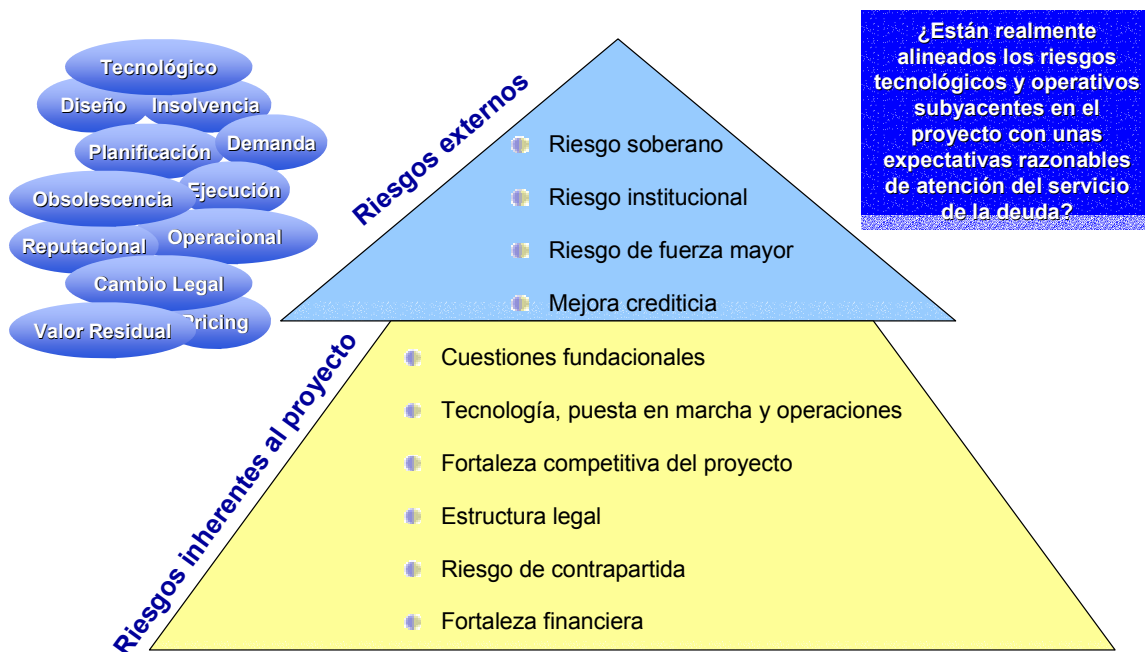 Tecnológico
Diseño
Insolvencia
Planificación
Demanda
Obsolescencia
Ejecución
Reputacional
Operacional
Cambio Legal
Valor Residual
Pricing
Riesgos externos
Riesgo soberano
Riesgo institucional
Riesgo de fuerza mayor
Mejora crediticia
¿Están realmente
alineados los riesgos
tecnológicos y operativos
subyacentes en el
proyecto con unas
expectativas razonables
de atención del servicio
de la deuda?
Riesgos inherentes al proyecto
Cuestiones fundacionales
Tecnología, puesta en marcha y operaciones
Fortaleza competitiva del proyecto
Estructura legal
Riesgo de contrapartida
Fortaleza financiera